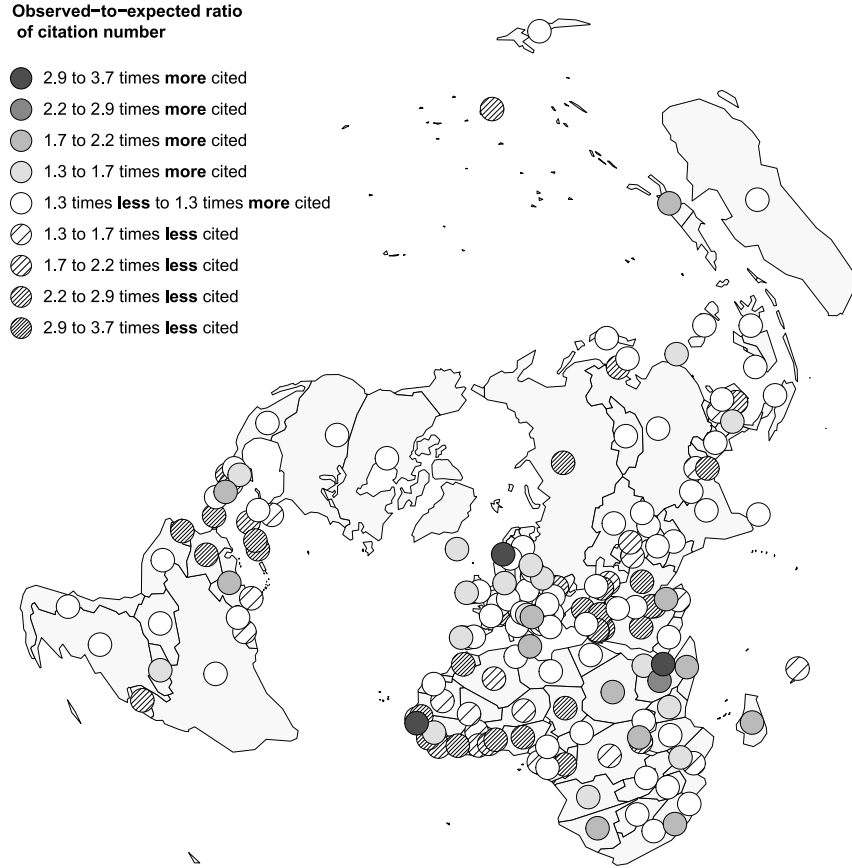 Observed−to−expected ratio
of citation number
2.9 to 3.7 times more cited
2.2 to 2.9 times more cited
1.7 to 2.2 times more cited
1.3 to 1.7 times more cited
1.3 times less to 1.3 times more cited
1.3 to 1.7 times less cited
1.7 to 2.2 times less cited
2.2 to 2.9 times less cited
2.9 to 3.7 times less cited